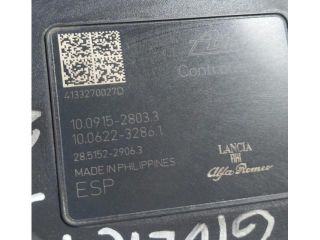 Contin
4133270027D
10.0915-2803.3
10.0622-3286.1
28.5152-2906.3
MADE IN PHILIPPINES
ESP
LANCIA
FIAT
Alfa Romeo